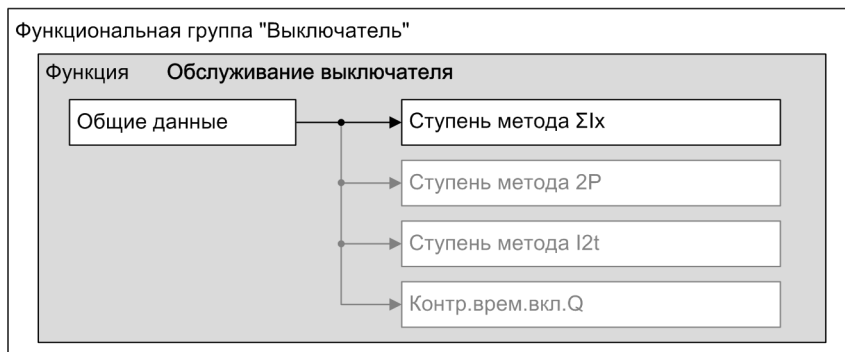 Функциональная группа "Выключатель"
Функция Обслуживание выключателя
Общие данные
Ступень метода ΣIx
Ступень метода 2P
Ступень метода I2t
Контр.врем.вкл.Q